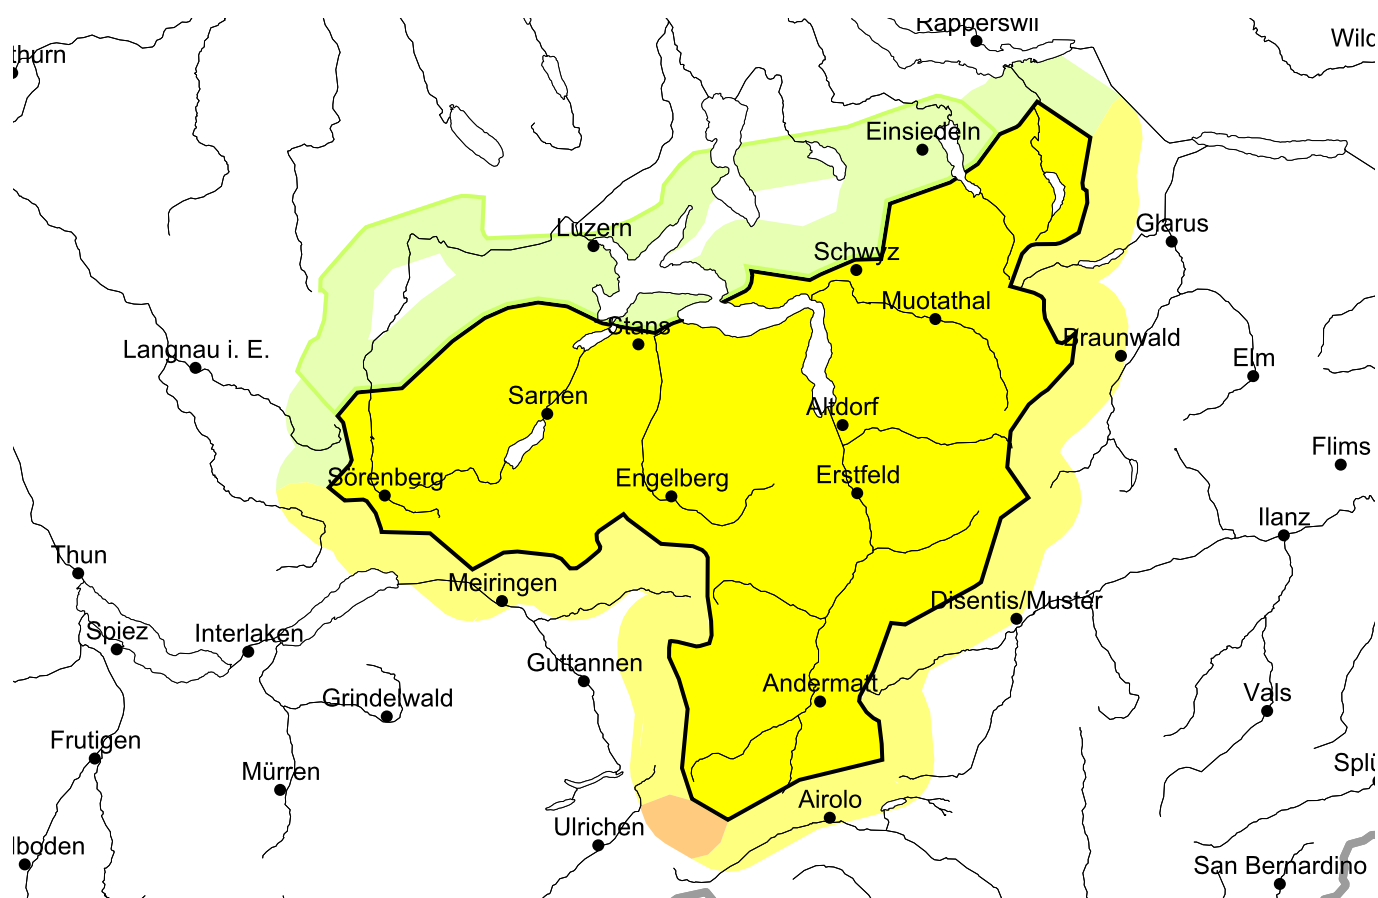 Rapperswil
Wild
thurn
Einsiedeln
Luzern
Glarus
Schwyz
Muotathal
Stans
Braunwald
Langnau i. E.
Elm
Sarnen
Altdorf
Flims
Sörenberg
Engelberg
Erstfeld
Ilanz
Thun
Meiringen
Disentis/Mustér
Spiez
Interlaken
Guttannen
Andermatt
Vals
Grindelwald
Frutigen
Mürren
Splü
Airolo
Ulrichen
lboden
San Bernardino